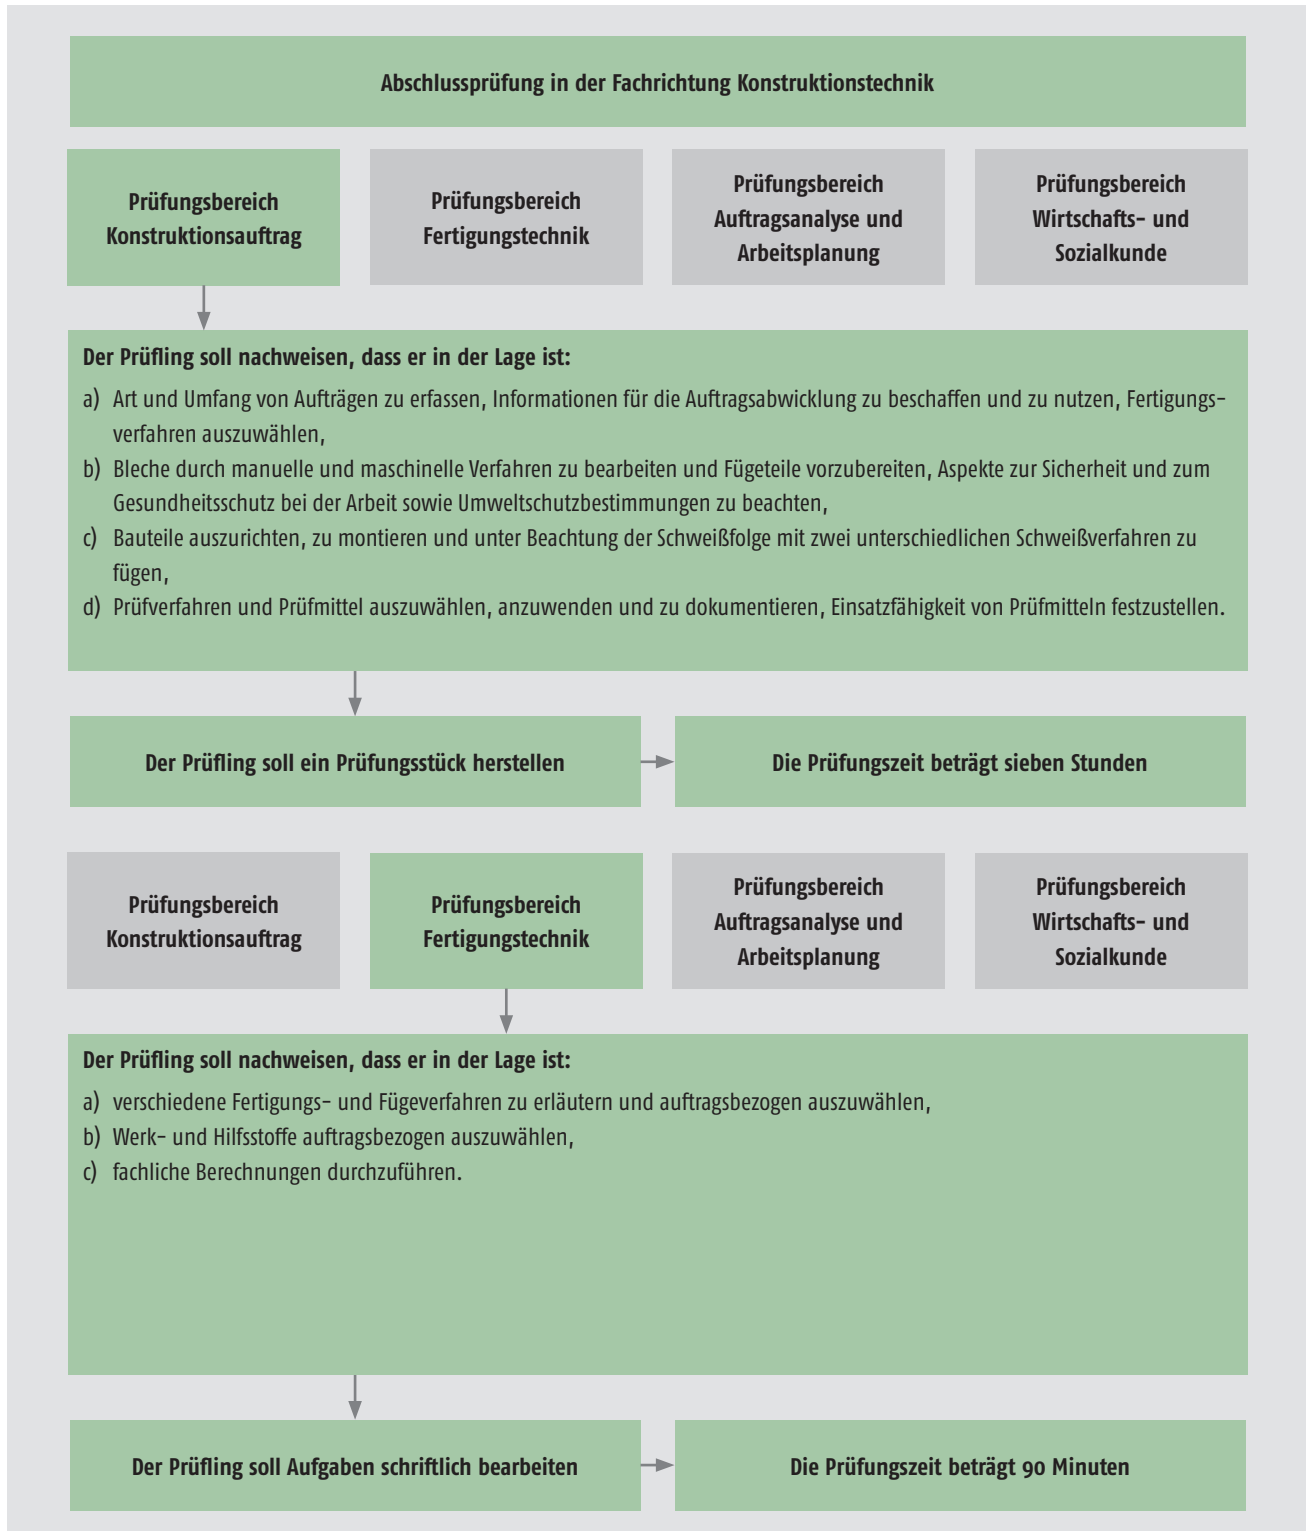 Abschlussprüfung in der Fachrichtung Konstruktionstechnik
Prüfungsbereich
Konstruktionsauftrag
Prüfungsbereich
Fertigungstechnik
Prüfungsbereich
Auftragsanalyse und
Arbeitsplanung
Prüfungsbereich
Wirtschafts- und
Sozialkunde
Der Prüfling soll nachweisen, dass er in der Lage ist:
a) Art und Umfang von Aufträgen zu erfassen, Informationen für die Auftragsabwicklung zu beschaffen und zu nutzen, Fertigungs-
verfahren auszuwählen,
b) Bleche durch manuelle und maschinelle Verfahren zu bearbeiten und Fügeteile vorzubereiten, Aspekte zur Sicherheit und zum
Gesundheitsschutz bei der Arbeit sowie Umweltschutzbestimmungen zu beachten,
c) Bauteile auszurichten, zu montieren und unter Beachtung der Schweißfolge mit zwei unterschiedlichen Schweißverfahren zu
fügen,
d) Prüfverfahren und Prüfmittel auszuwählen, anzuwenden und zu dokumentieren, Einsatzfähigkeit von Prüfmitteln festzustellen.
Der Prüfling soll ein Prüfungsstück herstellen
Die Prüfungszeit beträgt sieben Stunden
Prüfungsbereich
Konstruktionsauftrag
Prüfungsbereich
Fertigungstechnik
Prüfungsbereich
Auftragsanalyse und
Arbeitsplanung
Prüfungsbereich
Wirtschafts- und
Sozialkunde
Der Prüfling soll nachweisen, dass er in der Lage ist:
a) verschiedene Fertigungs- und Fügeverfahren zu erläutern und auftragsbezogen auszuwählen,
b) Werk- und Hilfsstoffe auftragsbezogen auszuwählen,
c) fachliche Berechnungen durchzuführen.
Der Prüfling soll Aufgaben schriftlich bearbeiten
Die Prüfungszeit beträgt 90 Minuten